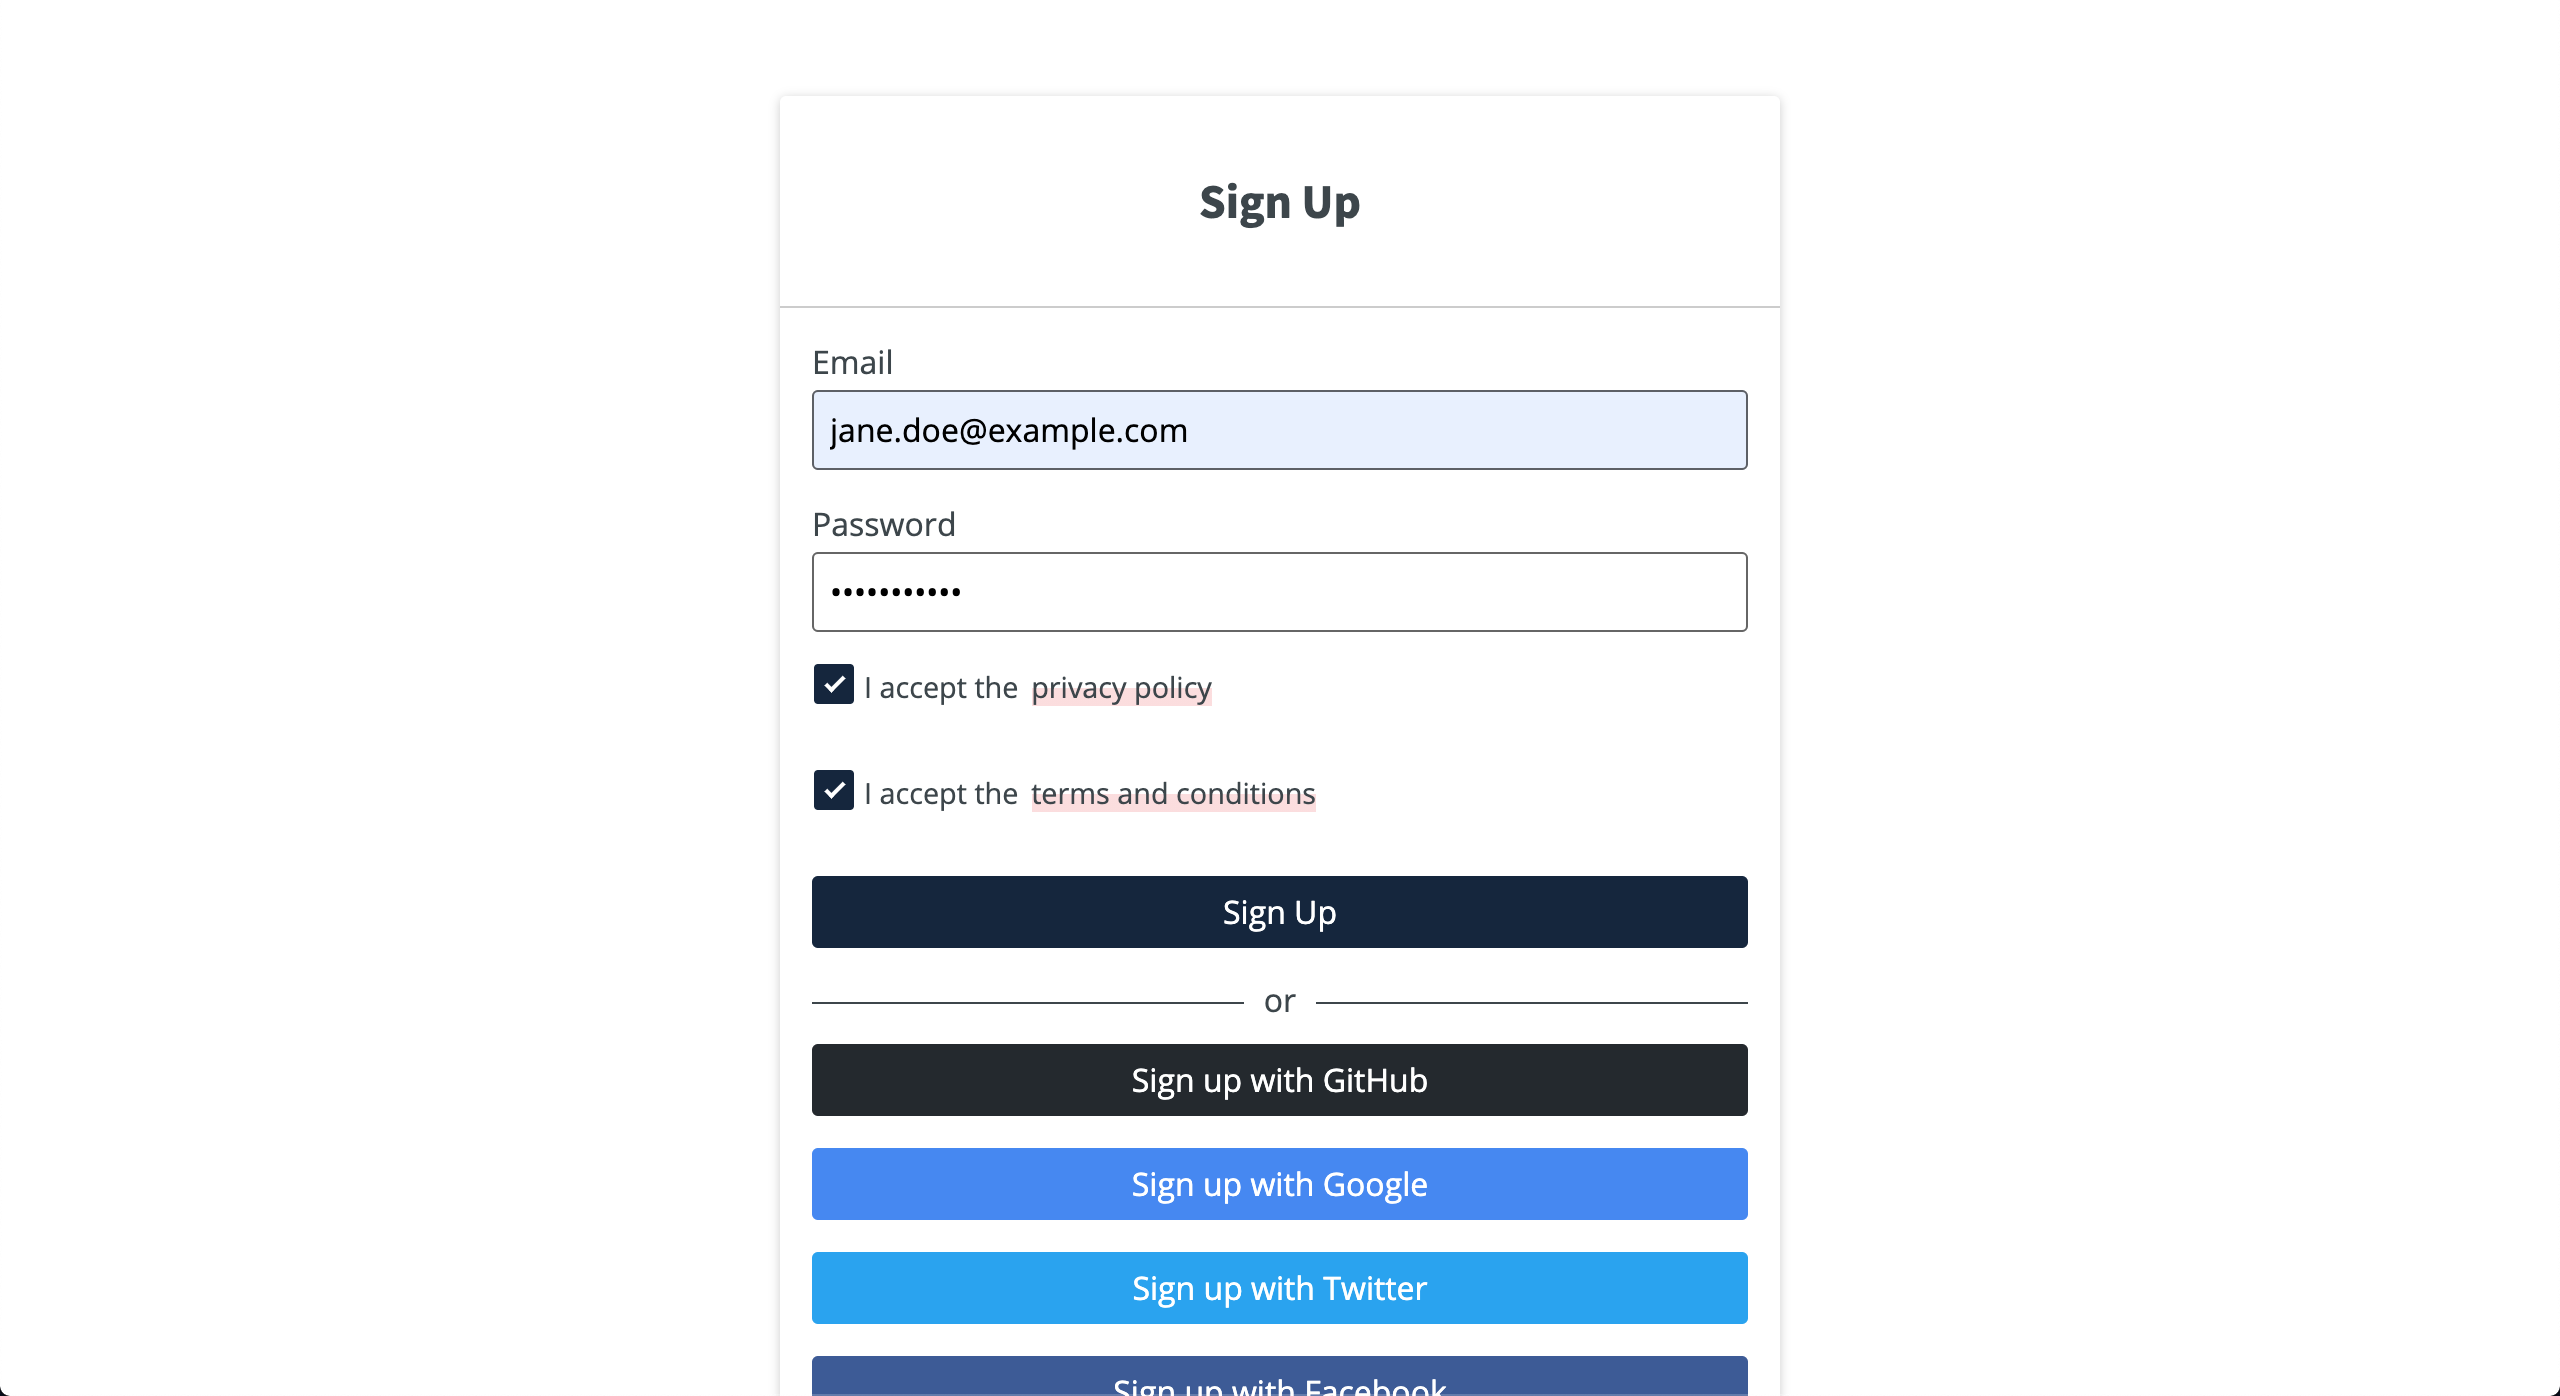 Sign Up
Email
jane.doe@example.com
Password
•••••••••••
I accept the privacy policy
I accept the terms and conditions
Sign Up
or
Sign up with GitHub
Sign up with Google
Sign up with Twitter
Sign up with Facebook